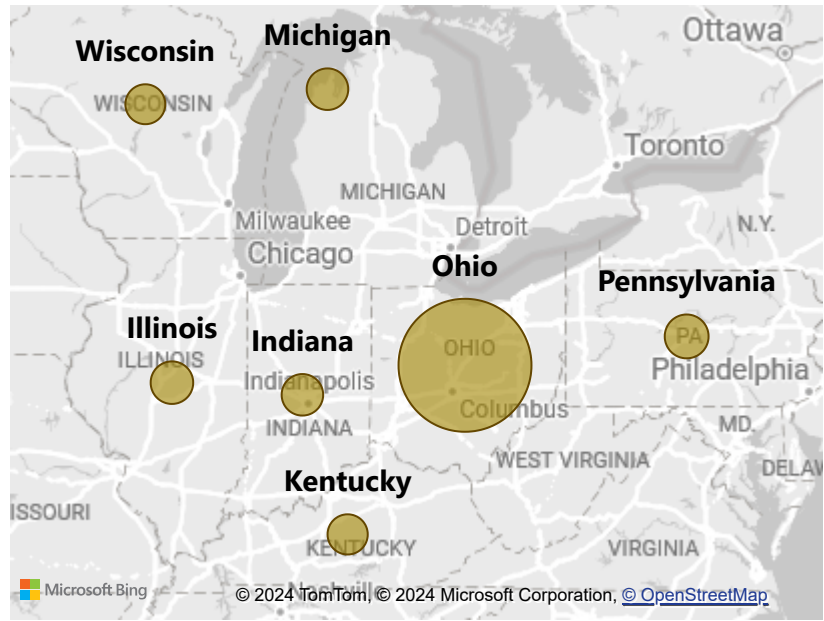 Ottawa
Michigan
Wisconsin
WISCONSIN
Toronto
MICHIGAN
Milwaukee
Detroit
N.Y.
Chicago
Ohio
Pennsylvania
Illinois
Indiana
PA
OHIO
ILLINOIS
Indianapolis
Philadelphia
Columbus
INDIANA
MD.
WEST VIRGINIA
DELAW
Kentucky
ISSOURI
KENTUCKY
VIRGINIA
Nashville
Microsoft Bing
© 2024 TomTom, © 2024 Microsoft Corporation, © OpenStreetMap